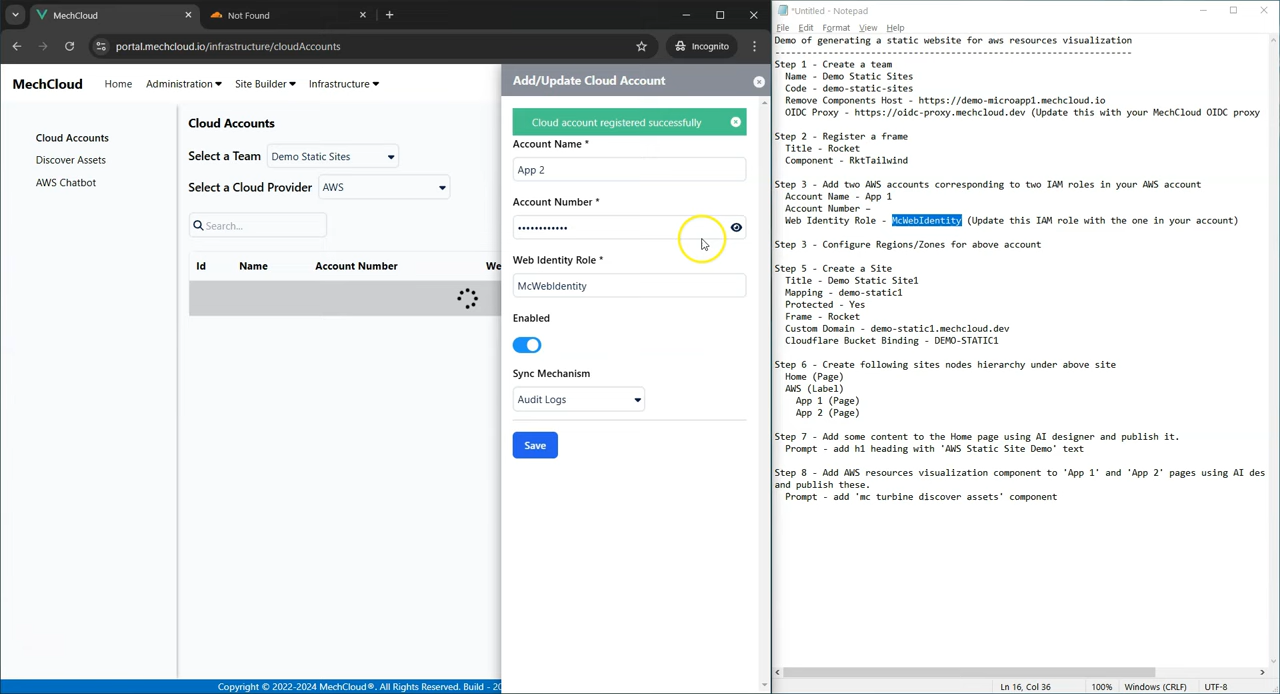 MechCloud
Not Found
portal.mechcloud.io/infrastructure/cloudAccounts
Incognito
MechCloud
Home
Administration
Site Builder
Infrastructure
Cloud Accounts
Discover Assets
AWS Chatbot
Cloud Accounts
Select a Team
Demo Static Sites
Select a Cloud Provider
AWS
Search...
Id
Name
Account Number
We
Copyright © 2022-2024 MechCloud®. All Rights Reserved. Build - 20
Add/Update Cloud Account
Cloud account registered successfully
Account Name *
App 2
Account Number *
••••••••••••
Web Identity Role *
McWebIdentity
Enabled
Sync Mechanism
Audit Logs
Save
*Untitled - Notepad
File Edit Format View Help
Demo of generating a static website for aws resources visualization
-------------------------------------------------------------------
Step 1 - Create a team
Name - Demo Static Sites
Code - demo-static-sites
Remove Components Host - https://demo-microapp1.mechcloud.io
OIDC Proxy - https://oidc-proxy.mechcloud.dev (Update this with your MechCloud OIDC proxy
Step 2 - Register a frame
Title - Rocket
Component - RktTailwind
Step 3 - Add two AWS accounts corresponding to two IAM roles in your AWS account
Account Name - App 1
Account Number –
Web Identity Role - McWebIdentity (Update this IAM role with the one in your account)
Step 3 - Configure Regions/Zones for above account
Step 5 - Create a Site
Title - Demo Static Site1
Mapping - demo-static1
Protected - Yes
Frame - Rocket
Custom Domain - demo-static1.mechcloud.dev
Cloudflare Bucket Binding - DEMO-STATIC1
Step 6 - Create following sites nodes hierarchy under above site
Home (Page)
AWS (Label)
App 1 (Page)
App 2 (Page)
Step 7 - Add some content to the Home page using AI designer and publish it.
Prompt - add h1 heading with 'AWS Static Site Demo' text
Step 8 - Add AWS resources visualization component to 'App 1' and 'App 2' pages using AI des
and publish these.
Prompt - add 'mc turbine discover assets' component
Ln 16, Col 36
100%
Windows (CRLF)
UTF-8